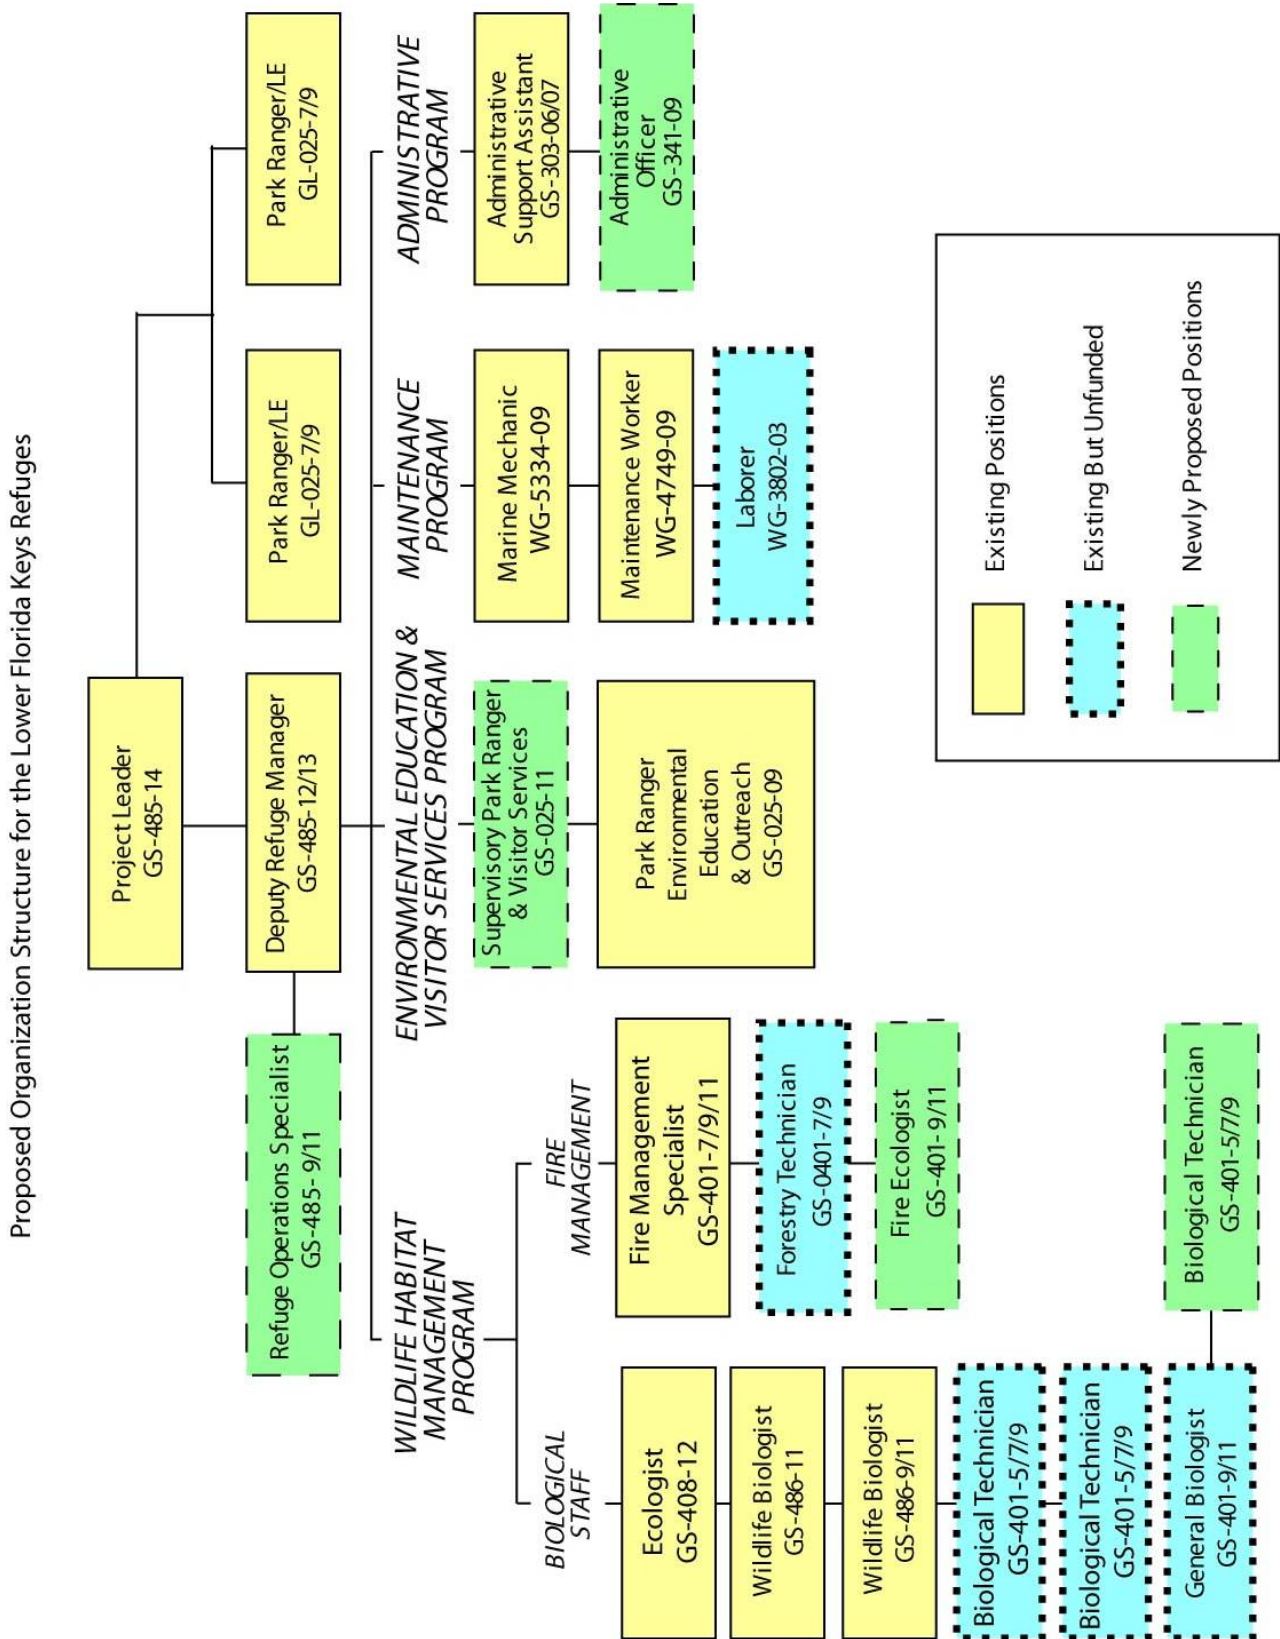 Proposed Organization Structure for the Lower Florida Keys Refuges
Project Leader
GS-485-14
Refuge Operations Specialist
GS-485- 9/11
Deputy Refuge Manager
GS-485-12/13
Park Ranger/LE
GL-025-7/9
Park Ranger/LE
GL-025-7/9
WILDLIFE HABITAT
MANAGEMENT
PROGRAM
BIOLOGICAL
STAFF
Ecologist
GS-408-12
Wildlife Biologist
GS-486-11
Wildlife Biologist
GS-486-9/11
Biological Technician
GS-401-5/7/9
Biological Technician
GS-401-5/7/9
General Biologist
GS-401-9/11
Biological Technician
GS-401-5/7/9
FIRE
MANAGEMENT
Fire Management
Specialist
GS-401-7/9/11
Forestry Technician
GS-0401-7/9
Fire Ecologist
GS-401- 9/11
ENVIRONMENTAL EDUCATION &
VISITOR SERVICES PROGRAM
Supervisory Park Ranger
& Visitor Services
GS-025-11
Park Ranger
Environmental
Education
& Outreach
GS-025-09
MAINTENANCE
PROGRAM
Marine Mechanic
WG-5334-09
Maintenance Worker
WG-4749-09
Laborer
WG-3802-03
ADMINISTRATIVE
PROGRAM
Administrative
Support Assistant
GS-303-06/07
Administrative
Officer
GS-341-09
Existing Positions
Existing But Unfunded
Newly Proposed Positions